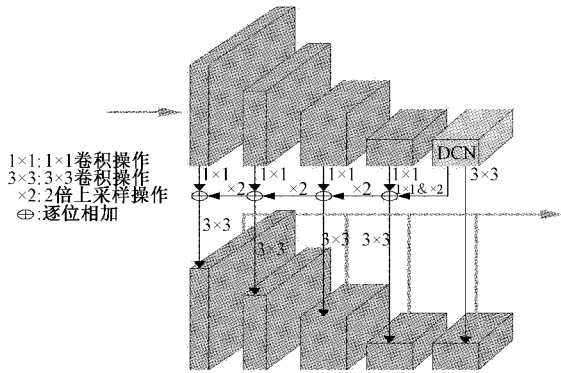 DCN
1×1 1×1 1×1 1×1 3×3
×2 ×2 ×2 1×1&×2
1×1: 1×1卷积操作
3×3: 3×3卷积操作
×2: 2倍上采样操作
⊕: 逐位相加
3×3 3×3 3×3 3×3